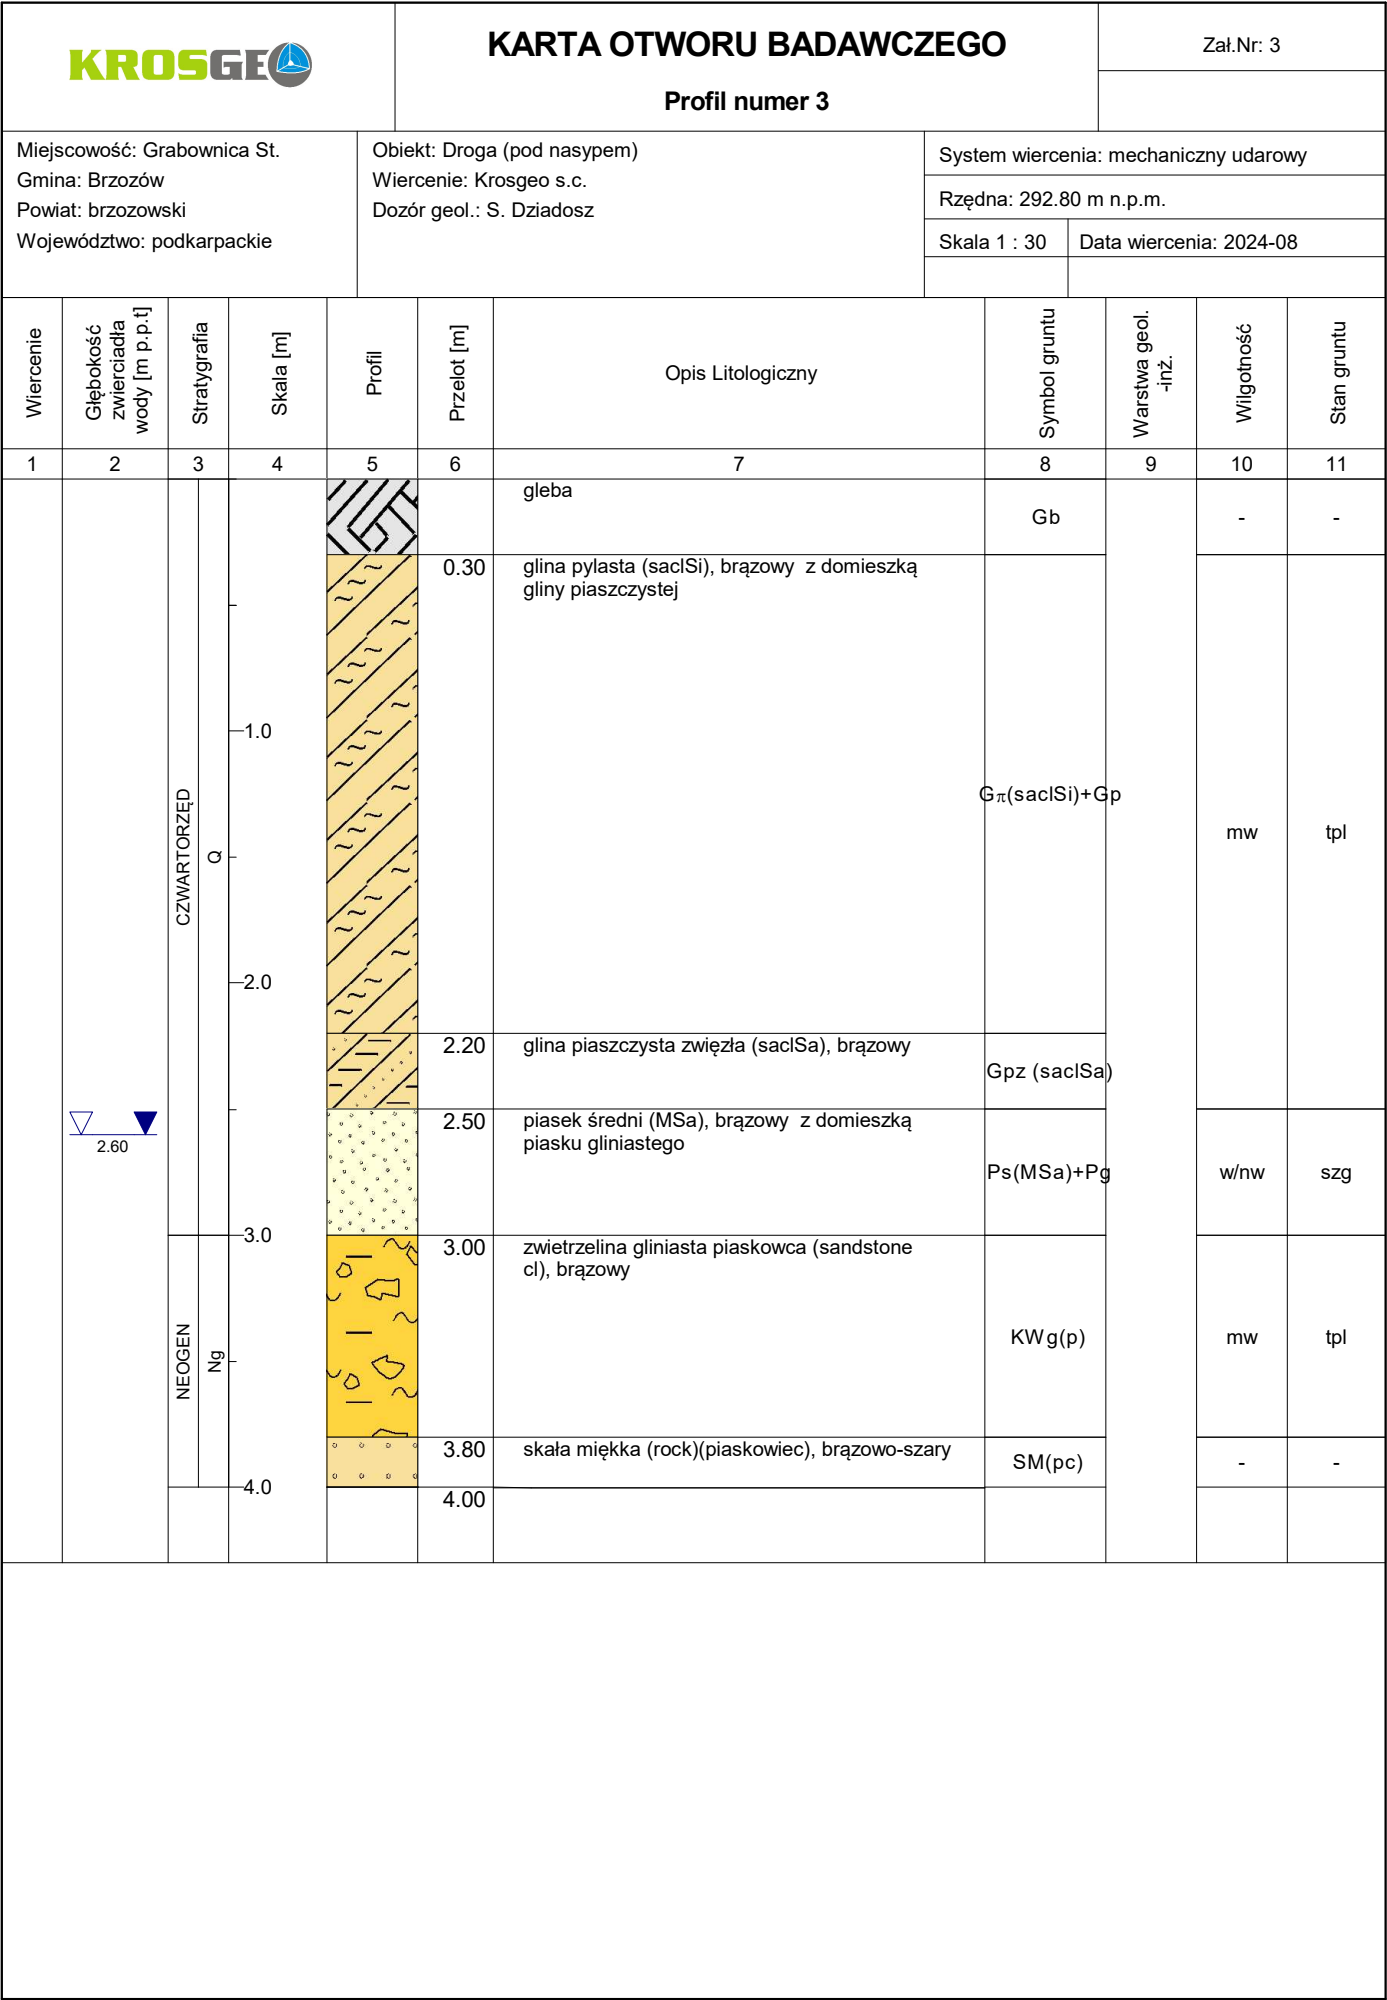 KROSGEO
KARTA OTWORU BADAWCZEGO
Profil numer 3
Zał.Nr: 3
Miejscowość: Grabownica St.
Gmina: Brzozów
Powiat: brzozowski
Województwo: podkarpackie
Obiekt: Droga (pod nasypem)
Wiercenie: Krosgeo s.c.
Dozór geol.: S. Dziadosz
System wiercenia: mechaniczny udarowy
Rzędna: 292.80 m n.p.m.
Skala 1 : 30
Data wiercenia: 2024-08
Wiercenie
Głębokość
zwierciadła
wody [m p.p.t]
Stratygrafia
Skala [m]
Profil
Przelot [m]
Opis Litologiczny
Symbol gruntu
Warstwa geol.
-inż.
Wilgotność
Stan gruntu
1 2 3 4 5 6 7 8 9 10 11
gleba
Gb
-
-
0.30
glina pylasta (saclSi), brązowy z domieszką
gliny piaszczystej
Gπ(saclSi)+Gp
mw
tpl
1.0
CZWARTORZĘD
Q
2.0
2.20
glina piaszczysta zwięzła (saclSa), brązowy
Gpz (saclSa)
2.60
2.50
piasek średni (MSa), brązowy z domieszką
piasku gliniastego
Ps(MSa)+Pg
w/nw
szg
3.0
3.00
zwietrzelina gliniasta piaskowca (sandstone
cl), brązowy
KWg(p)
mw
tpl
NEOGEN
Ng
3.80
skała miękka (rock)(piaskowiec), brązowo-szary
SM(pc)
-
-
4.0
4.00